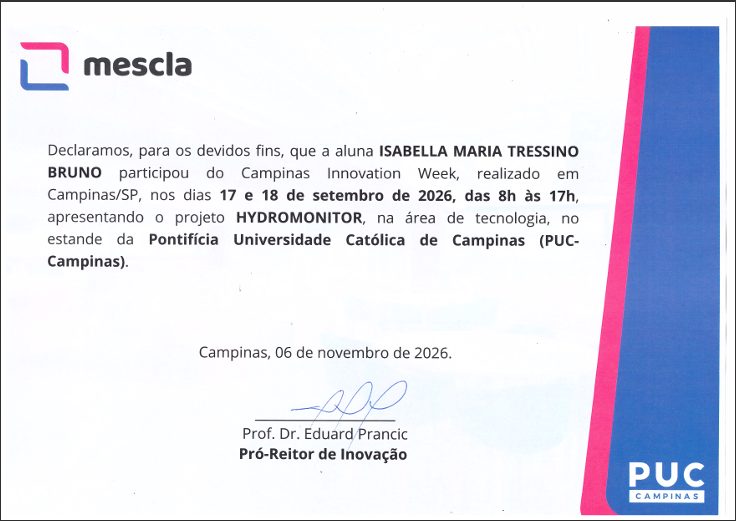 mescla
Declaramos, para os devidos fins, que a aluna ISABELLA MARIA TRESSINO
BRUNO participou do Campinas Innovation Week, realizado em
Campinas/SP, nos dias 17 e 18 de setembro de 2026, das 8h às 17h,
apresentando o projeto HYDROMONITOR, na área de tecnologia, no
estande da Pontifícia Universidade Católica de Campinas (PUC-
Campinas).
Campinas, 06 de novembro de 2026.
Prof. Dr. Eduard Prancic
Pró-Reitor de Inovação
PUC
CAMPINAS